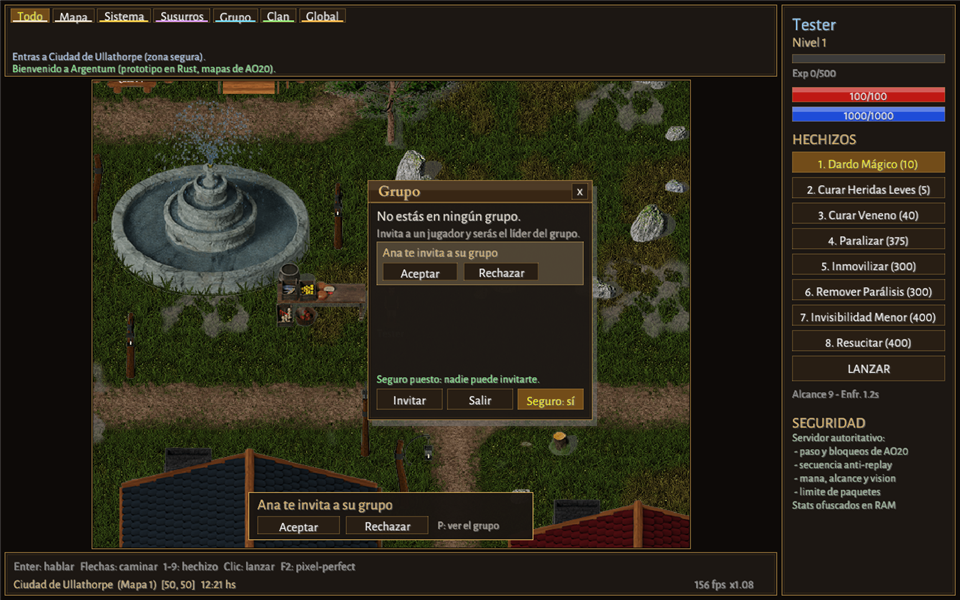 Todo Mapa Sistema Susurros Grupo Clan Global
Entras a Ciudad de Ullathorpe (zona segura).
Bienvenido a Argentum (prototipo en Rust, mapas de AO20).
Grupo x
No estás en ningún grupo.
Invita a un jugador y serás el líder del grupo.
Ana te invita a su grupo
Aceptar Rechazar
Seguro puesto: nadie puede invitarte.
Invitar Salir Seguro: sí
Ana te invita a su grupo
Aceptar Rechazar P: ver el grupo
Enter: hablar Flechas: caminar 1-9: hechizo Clic: lanzar F2: pixel-perfect
Ciudad de Ullathorpe (Mapa 1) [50, 50] 12:21 hs
156 fps x1.08
Tester
Nivel 1
Exp 0/500
100/100
1000/1000
HECHIZOS
1. Dardo Mágico (10)
2. Curar Heridas Leves (5)
3. Curar Veneno (40)
4. Paralizar (375)
5. Inmovilizar (300)
6. Remover Parálisis (300)
7. Invisibilidad Menor (400)
8. Resucitar (400)
LANZAR
Alcance 9 - Enfr. 1.2s
SEGURIDAD
Servidor autoritativo:
- paso y bloqueos de AO20
- secuencia anti-replay
- mana, alcance y vision
- limite de paquetes
Stats ofuscados en RAM